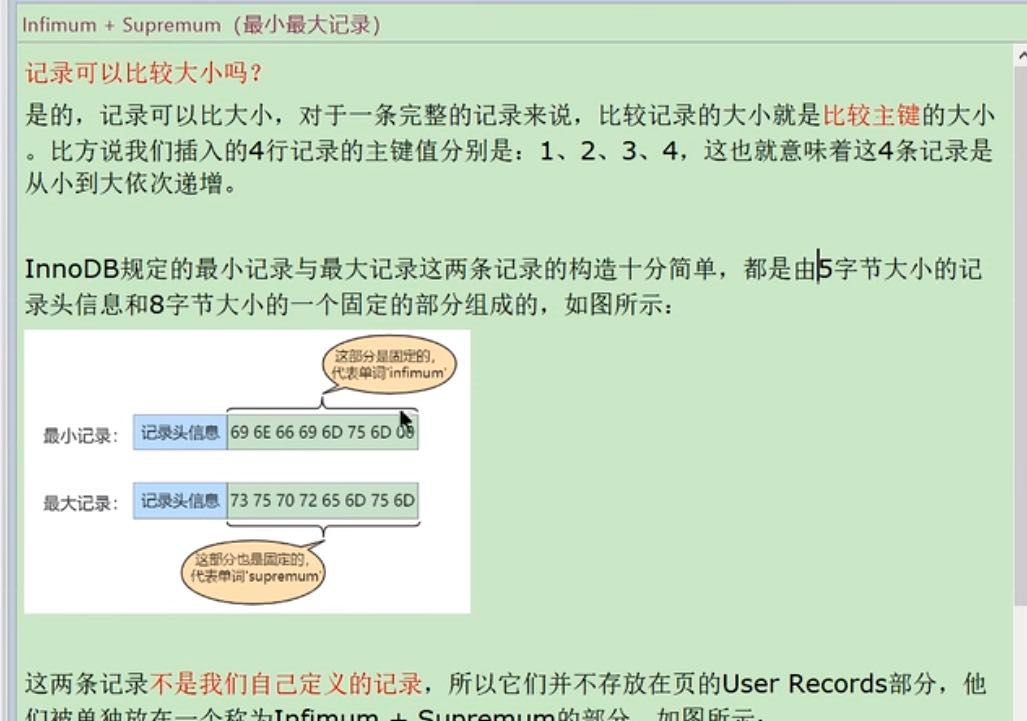 Infimum + Supremum（最小最大记录）
记录可以比较大小吗？
是的，记录可以比大小，对于一条完整的记录来说，比较记录的大小就是比较主键的大小
。比方说我们插入的4行记录的主键值分别是：1、2、3、4，这也就意味着这4条记录是
从小到大依次递增。
InnoDB规定的最小记录与最大记录这两条记录的构造十分简单，都是由5字节大小的记
录头信息和8字节大小的一个固定的部分组成的，如图所示：
这部分是固定的，
代表单词'infimum'
最小记录： 记录头信息 69 6E 66 69 6D 75 6D 00
最大记录： 记录头信息 73 75 70 72 65 6D 75 6D
这部分也是固定的，
代表单词'supremum'
这两条记录不是我们自己定义的记录，所以它们并不存放在页的User Records部分，他
们被单独放在一个称为Infimum + Supremum的部分，如图所示：